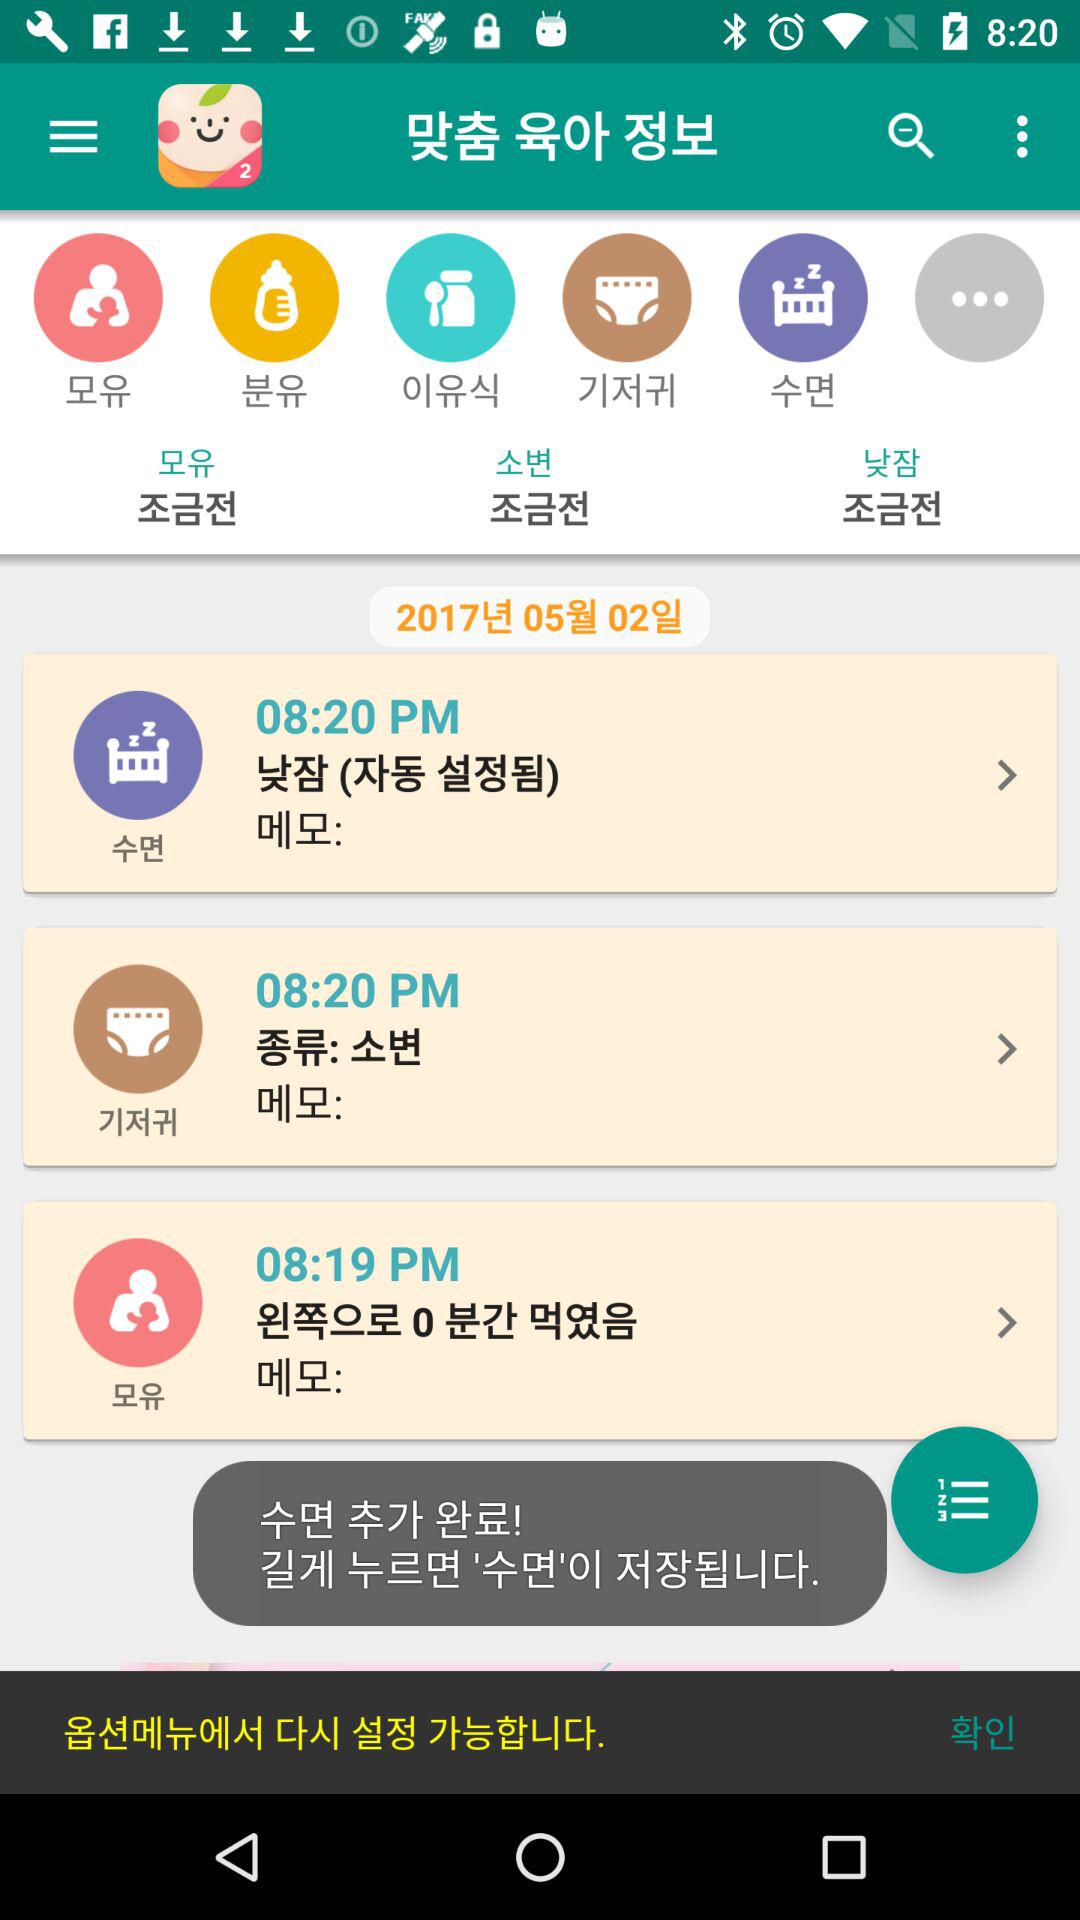 FAKE
8:20
2
맞춤 육아 정보
모유 분유 이유식 기저귀 수면
모유 소변 낮잠
조금전 조금전 조금전
2017년 05월 02일
08:20 PM
낮잠 (자동 설정됨)
메모:
수면
08:20 PM
종류: 소변
메모:
기저귀
08:19 PM
왼쪽으로 0 분간 먹였음
메모:
모유
수면 추가 완료!
길게 누르면 '수면'이 저장됩니다.
옵션메뉴에서 다시 설정 가능합니다. 확인